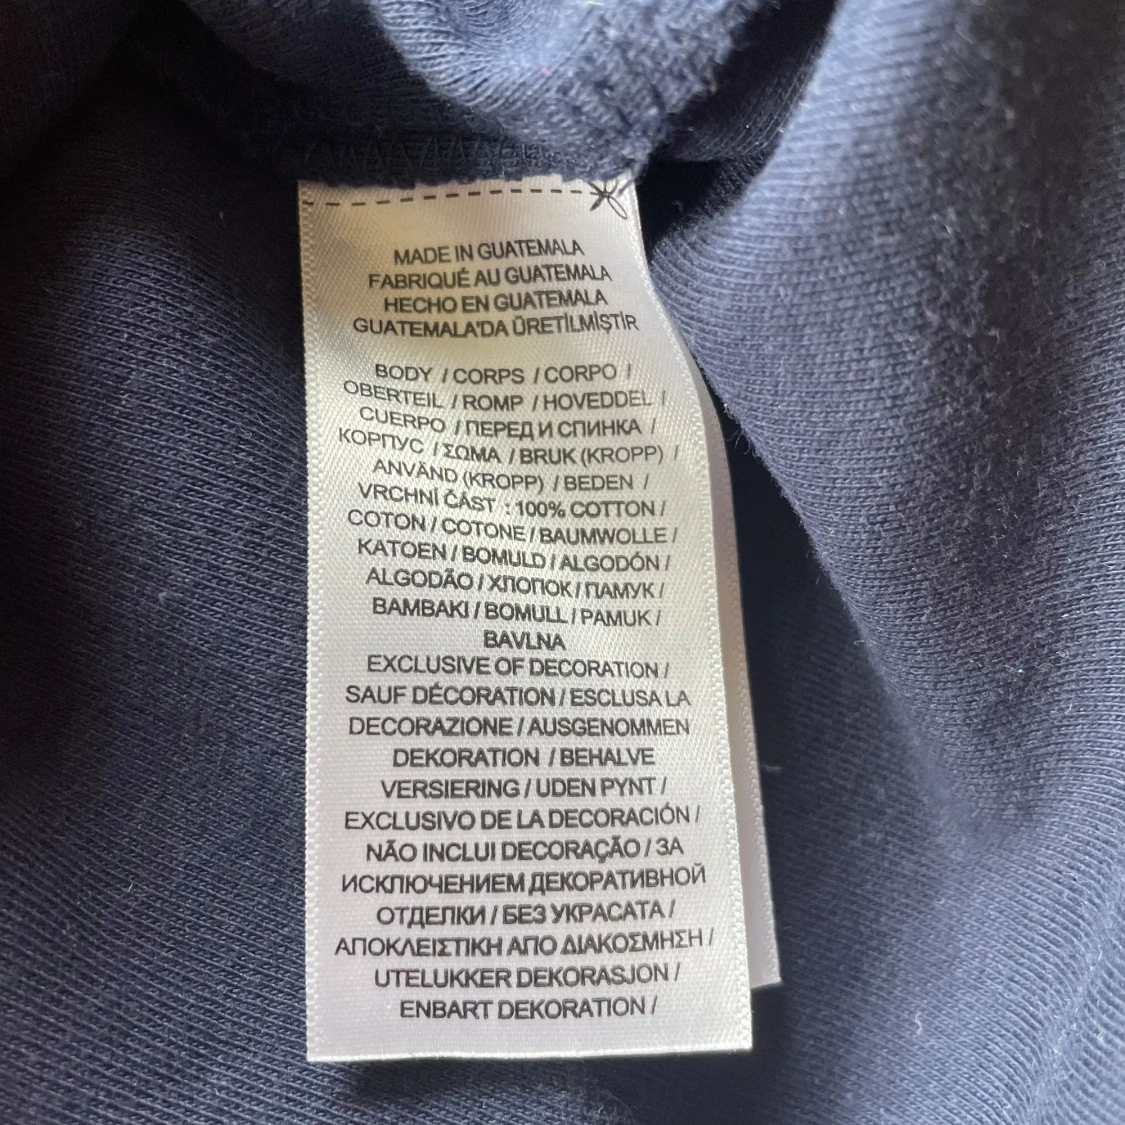 MADE IN GUATEMALA
FABRIQUÉ AU GUATEMALA
HECHO EN GUATEMALA
GUATEMALA'DA ÜRETİLMİŞTİR
BODY / CORPS / CORPO /
OBERTEIL / ROMP / HOVEDDEL /
CUERPO / ПЕРЕД И СПИНКА /
КОРПУС / ΣΩΜΑ / BRUK (KROPP) /
ANVÄND (KROPP) / BEDEN /
VRCHNÍ ČÁST : 100% COTTON /
COTON / COTONE / BAUMWOLLE /
KATOEN / BOMULD / ALGODÓN /
ALGODÃO / ХЛОПОК / ПАМУК /
ΒΑΜΒΑΚΙ / BOMULL / PAMUK /
BAVLNA
EXCLUSIVE OF DECORATION /
SAUF DÉCORATION / ESCLUSA LA
DECORAZIONE / AUSGENOMMEN
DEKORATION / BEHALVE
VERSIERING / UDEN PYNT /
EXCLUSIVO DE LA DECORACIÓN /
NÃO INCLUI DECORAÇÃO / ЗА
ИСКЛЮЧЕНИЕМ ДЕКОРАТИВНОЙ
ОТДЕЛКИ / БЕЗ УКРАСАТА /
ΑΠΟΚΛΕΙΣΤΙΚΗ ΑΠΟ ΔΙΑΚΟΣΜΗΣΗ /
UTELUKKER DEKORASJON /
ENBART DEKORATION /